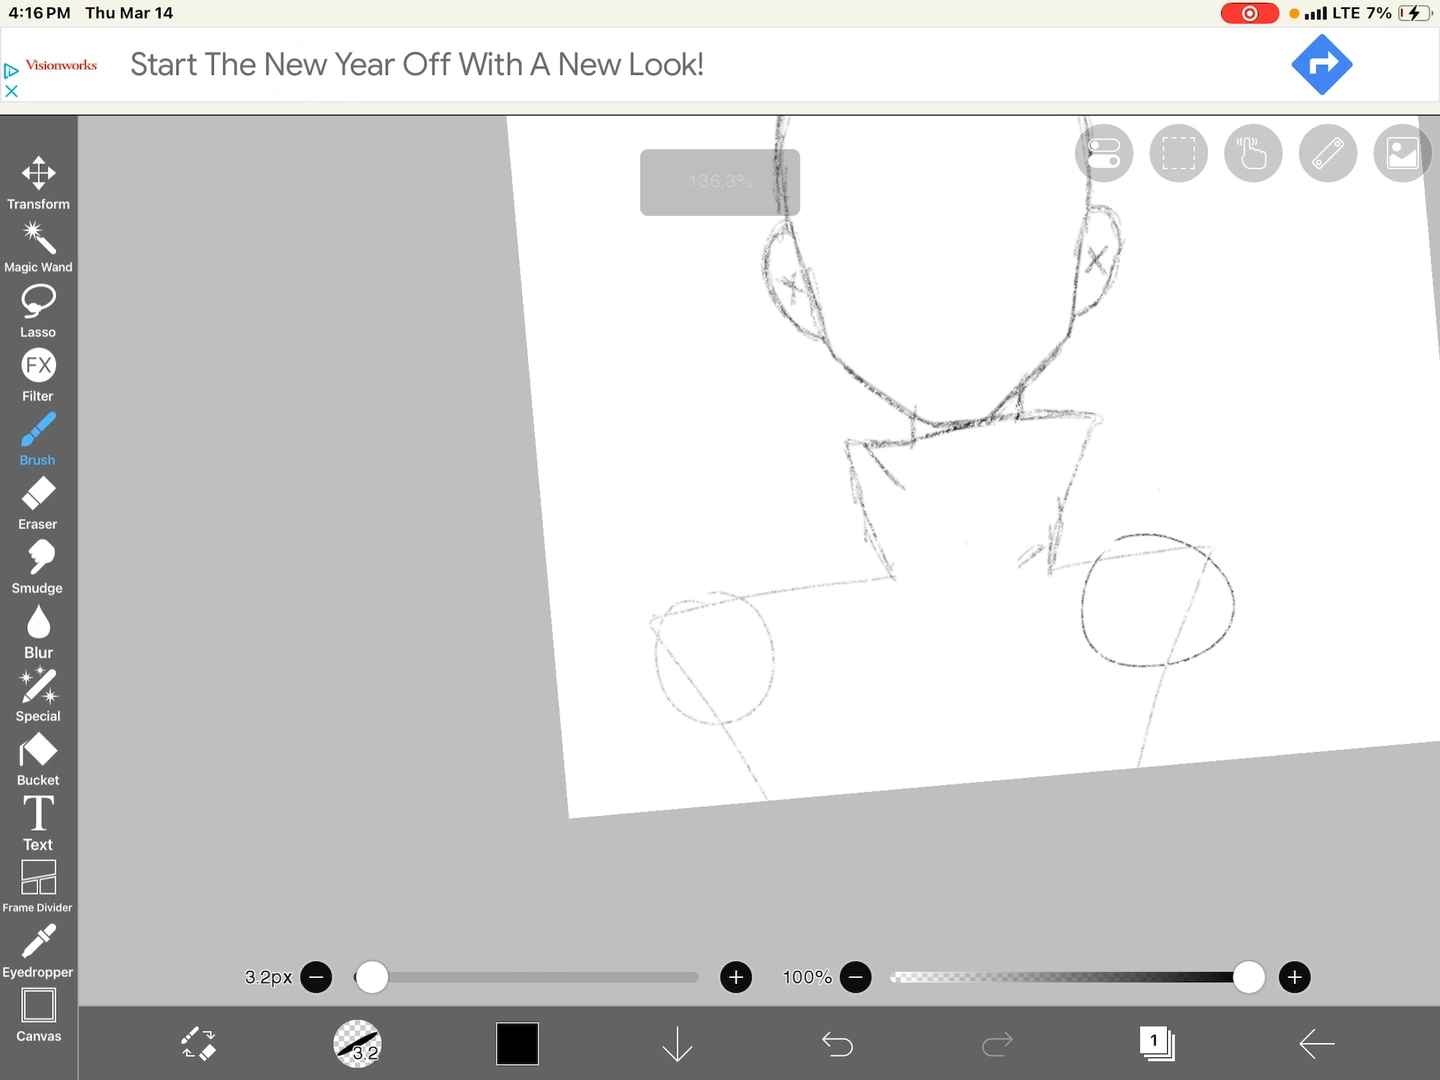 4:16 PM Thu Mar 14
LTE 7%
Visionworks
Start The New Year Off With A New Look!
136.3%
Transform
Magic Wand
Lasso
FX
Filter
Brush
Eraser
Smudge
Blur
Special
Bucket
T
Text
Frame Divider
Eyedropper
Canvas
3.2px
100%
3.2
1